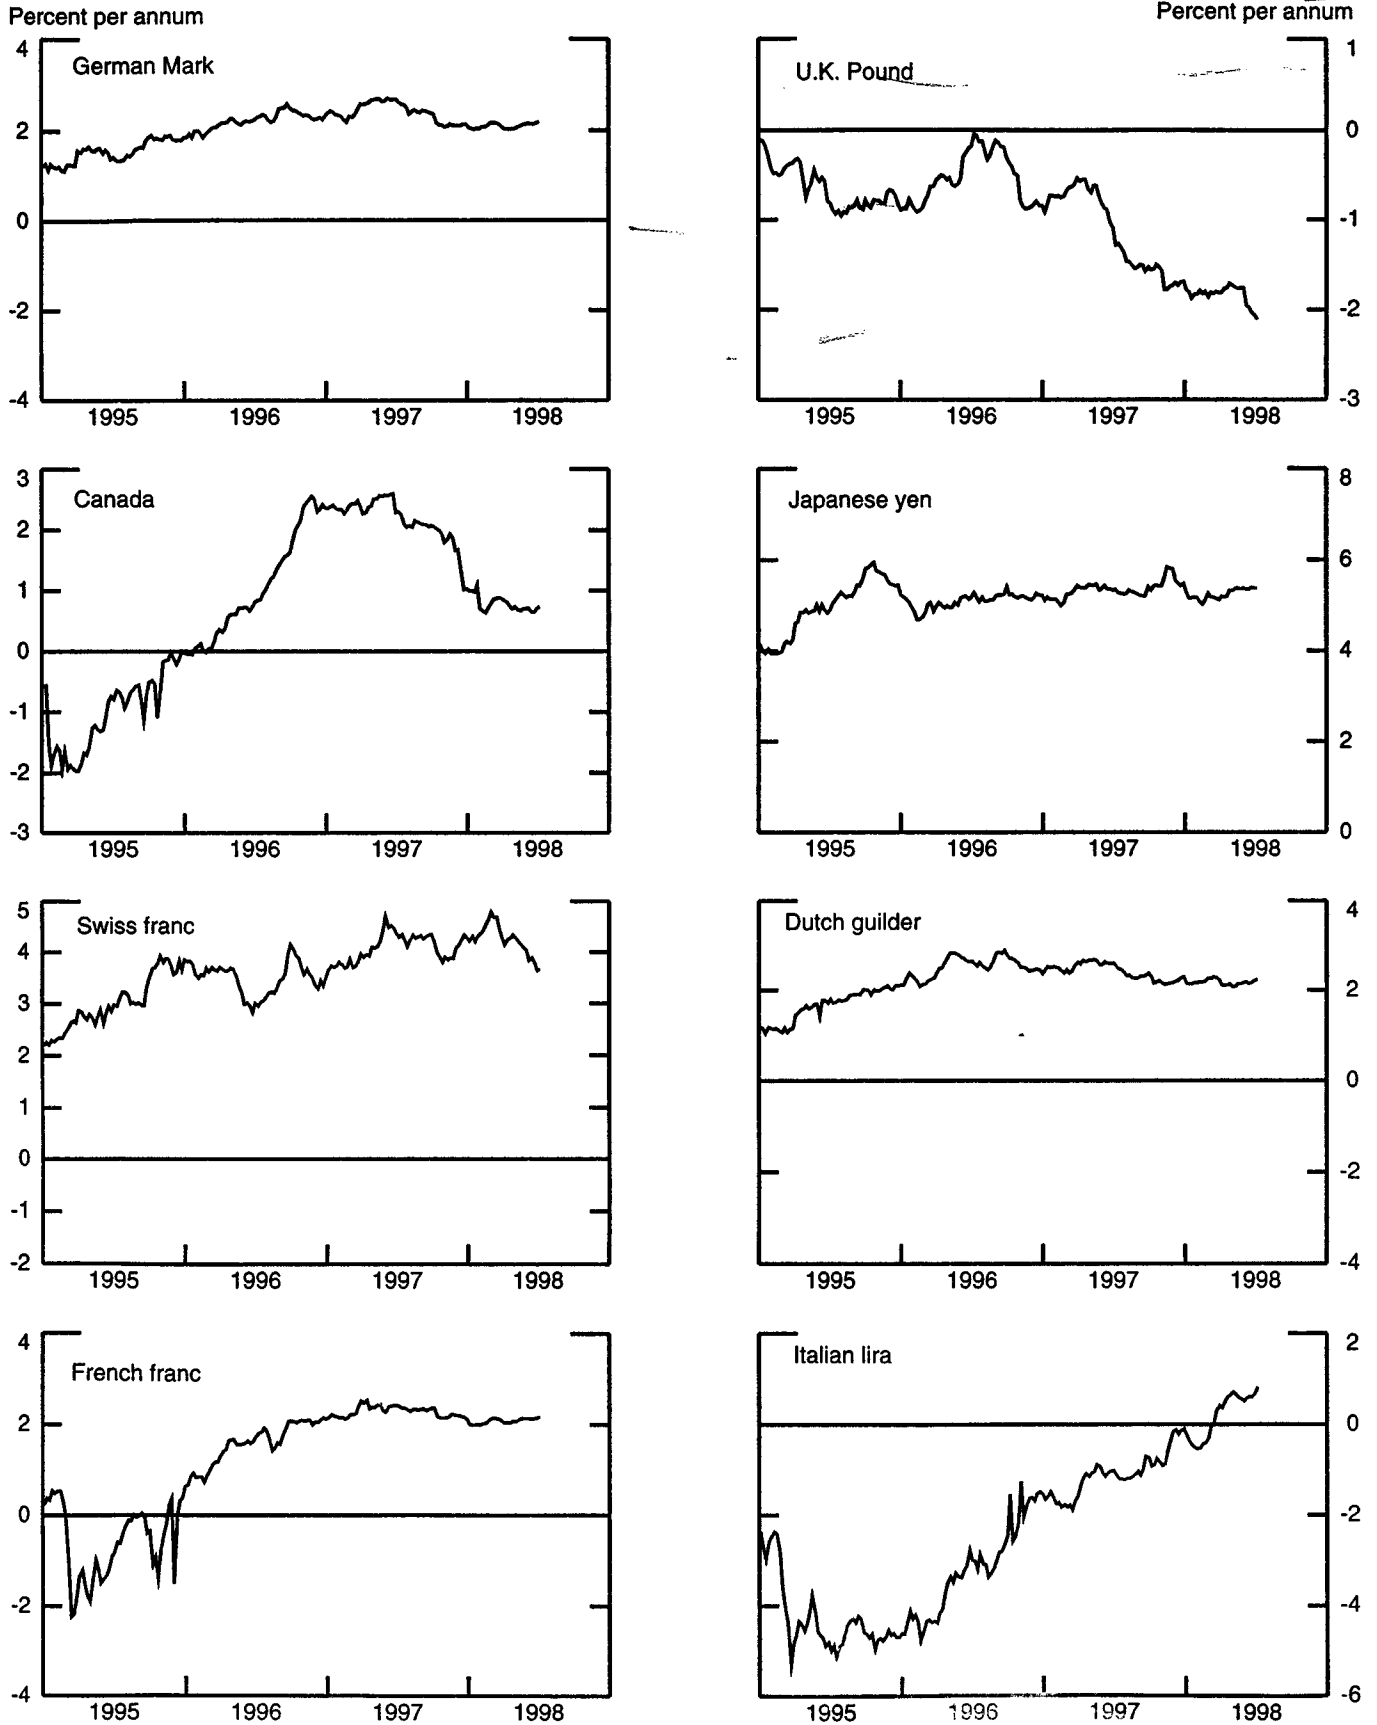 Percent per annum
Percent per annum
German Mark
4
2
0
-2
-4
1995 1996 1997 1998
U.K. Pound
1
0
-1
-2
-3
1995 1996 1997 1998
Canada
3
2
1
0
-1
-2
-3
1995 1996 1997 1998
Japanese yen
8
6
4
2
0
1995 1996 1997 1998
Swiss franc
5
4
3
2
1
0
-1
-2
1995 1996 1997 1998
Dutch guilder
4
2
0
-2
-4
1995 1996 1997 1998
French franc
4
2
0
-2
-4
1995 1996 1997 1998
Italian lira
2
0
-2
-4
-6
1995 1996 1997 1998